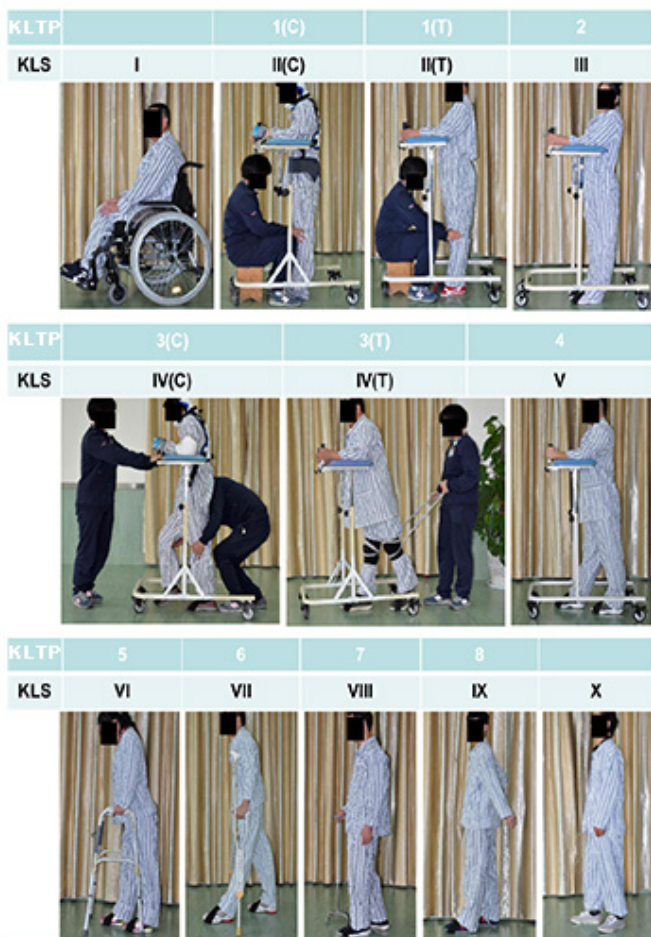 KLTP 1(C) 1(T) 2
KLS I II(C) II(T) III
KLTP 3(C) 3(T) 4
KLS IV(C) IV(T) V
KLTP 5 6 7 8
KLS VI VII VIII IX X